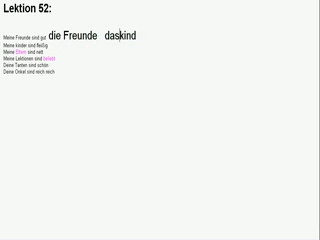 Lektion 52:
Meine Freunde sind gut die Freunde daskind
Meine kinder sind fleißig
Meine Eltern sind nett
Meine Lektionen sind beliebt
Deine Tanten sind schön
Deine Onkel sind reich reich